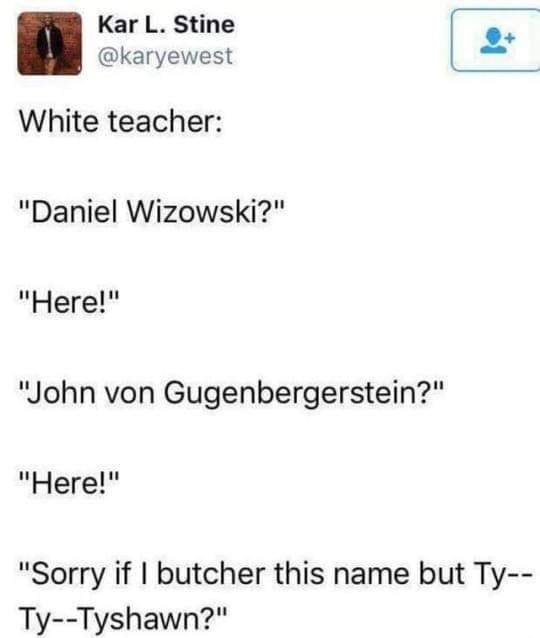 Kar L. Stine
@karyewest
White teacher:
"Daniel Wizowski?"
"Here!"
"John von Gugenbergerstein?"
"Here!"
"Sorry if I butcher this name but Ty--
Ty--Tyshawn?"